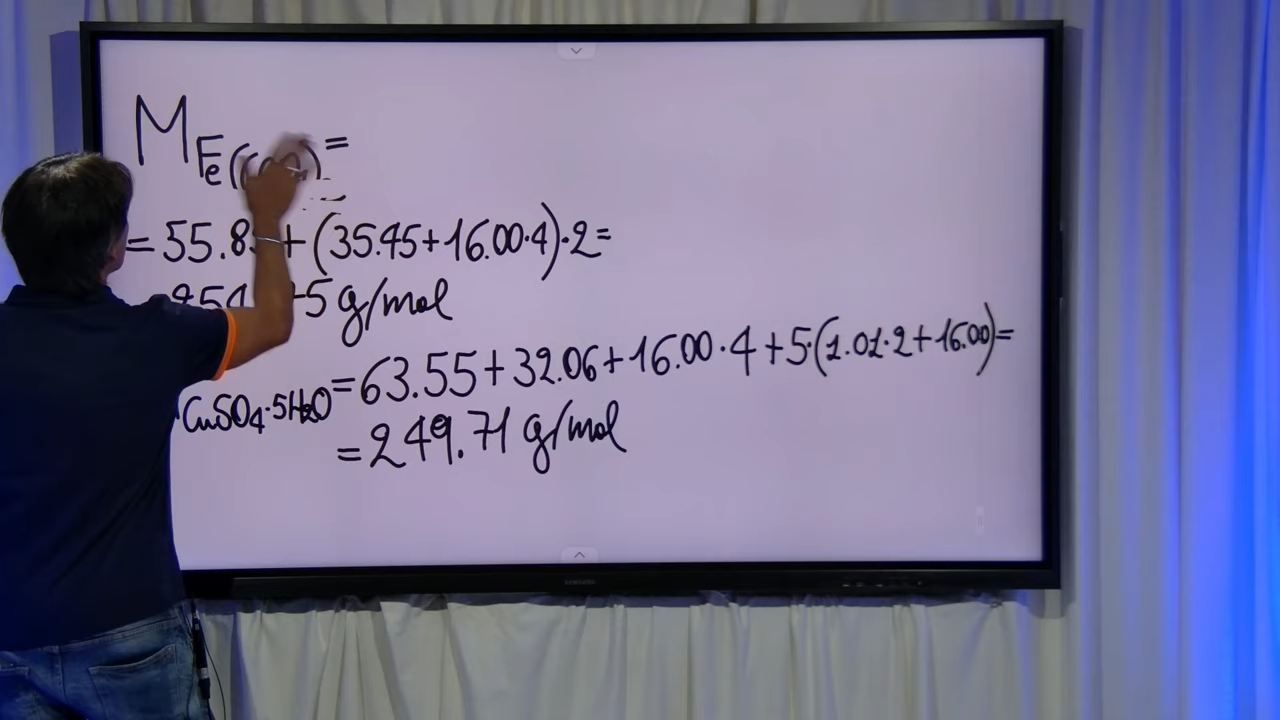 M Fe( ) =
= 55.8 + (35.45 + 16.00·4)·2 =
5 g/mol
CuSO4·5H2O = 63.55 + 32.06 + 16.00·4 + 5·(1.01·2 + 16.00) =
= 249.71 g/mol